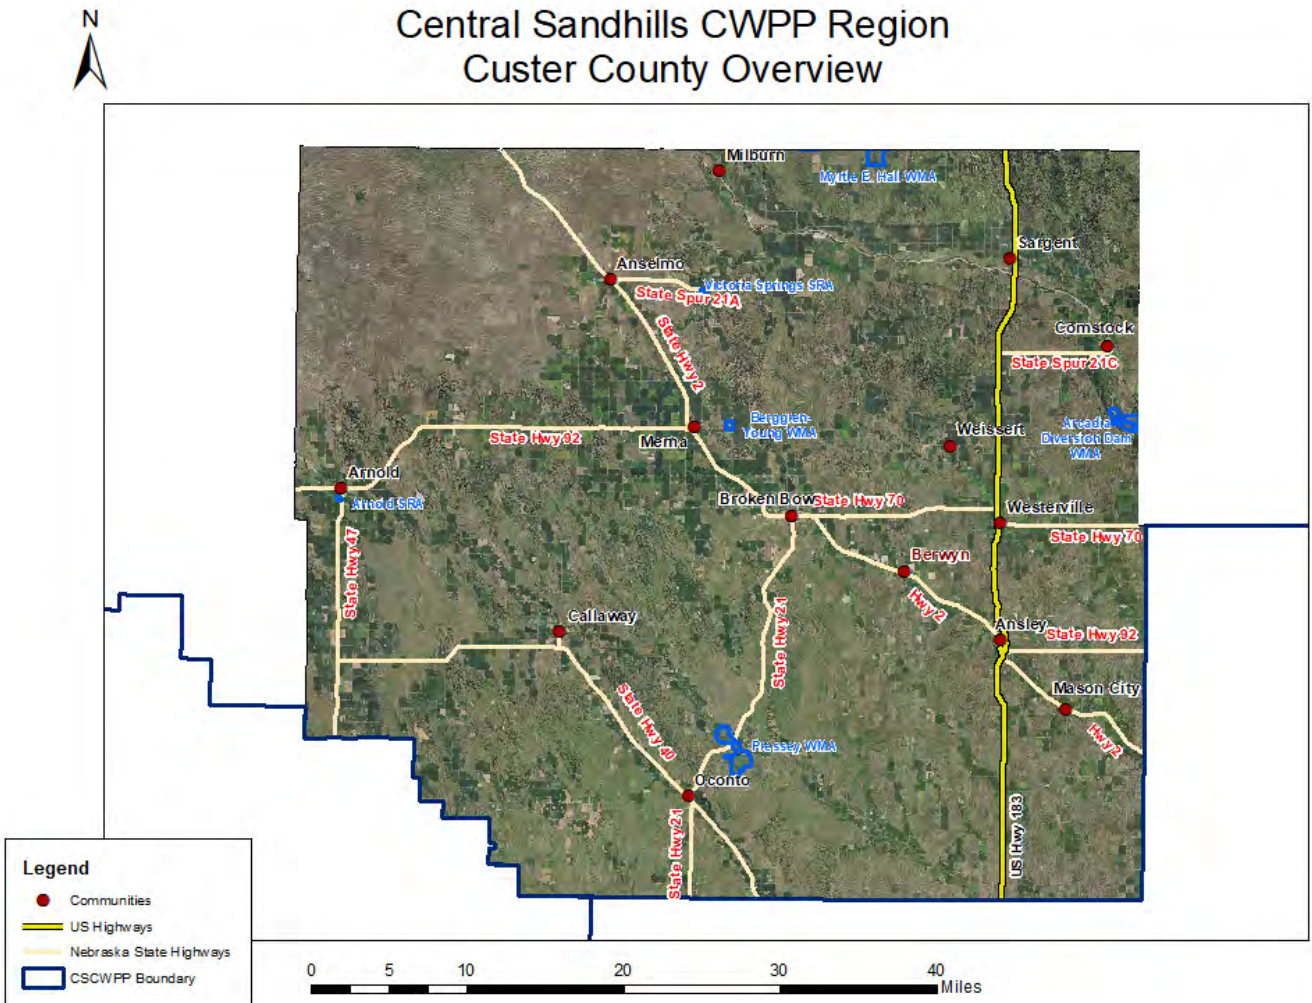 Central Sandhills CWPP Region
Custer County Overview
N
Milburn
Myrtle E. Hall WMA
Sargent
Anselmo
Victoria Springs SRA
State Spur 21A
State Hwy 2
Comstock
State Spur 21C
Berggren-
Young WMA
Arcadia
Diversion Dam
WMA
Weissert
State Hwy 92
Merna
Arnold
Arnold SRA
Broken Bow
State Hwy 70
Westerville
State Hwy 70
State Hwy 47
Berwyn
Hwy 2
Callaway
State Hwy 21
Ansley
State Hwy 92
Mason City
Hwy 2
State Hwy 40
Pressey WMA
Oconto
State Hwy 21
US Hwy 183
Legend
Communities
US Highways
Nebraska State Highways
CSCWPP Boundary
0 5 10 20 30 40
Miles